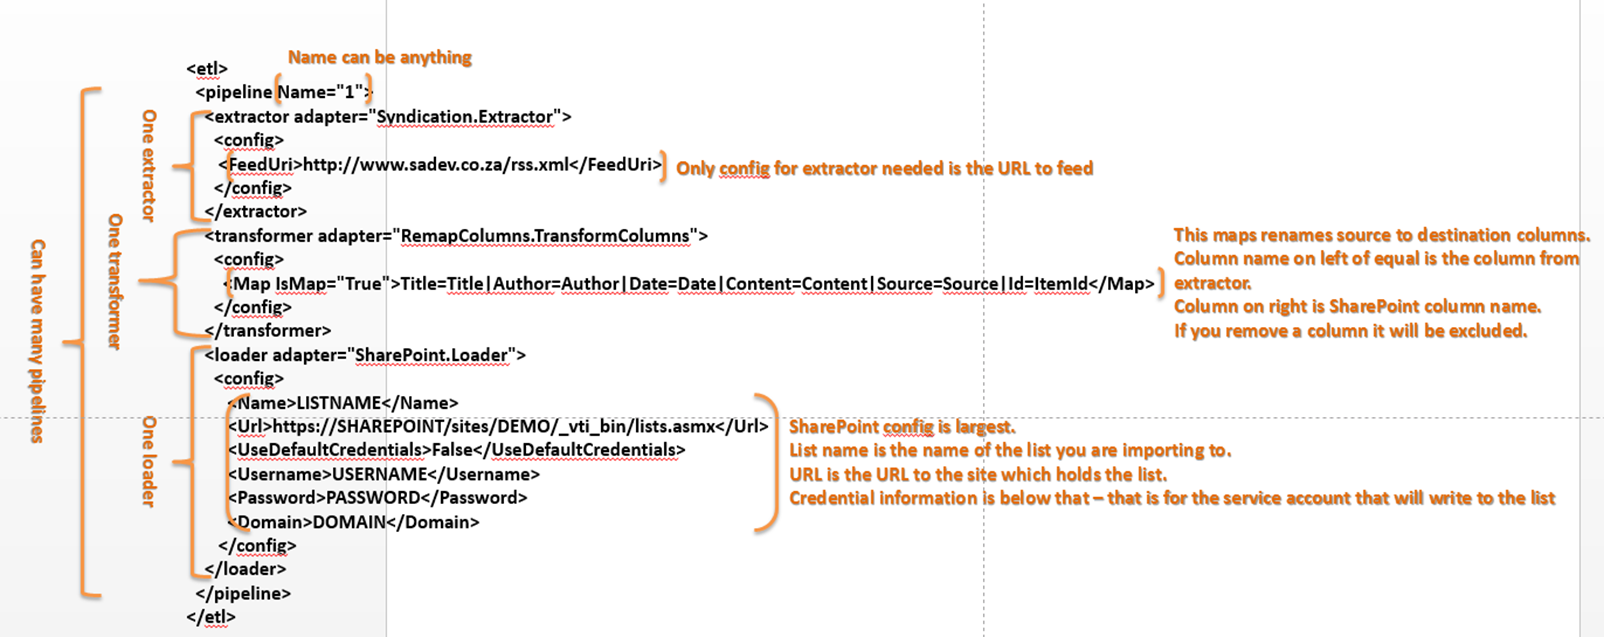 Name can be anything
<etl>
<pipeline Name="1">
<extractor adapter="Syndication.Extractor">
<config>
<FeedUri>http://www.sadev.co.za/rss.xml</FeedUri>
Only config for extractor needed is the URL to feed
</config>
</extractor>
One extractor
<transformer adapter="RemapColumns.TransformColumns">
<config>
<Map IsMap="True">Title=Title|Author=Author|Date=Date|Content=Content|Source=Source|Id=ItemId</Map>
</config>
</transformer>
One transformer
This maps renames source to destination columns.
Column name on left of equal is the column from
extractor.
Column on right is SharePoint column name.
If you remove a column it will be excluded.
<loader adapter="SharePoint.Loader">
<config>
<Name>LISTNAME</Name>
<Url>https://SHAREPOINT/sites/DEMO/_vti_bin/lists.asmx</Url>
<UseDefaultCredentials>False</UseDefaultCredentials>
<Username>USERNAME</Username>
<Password>PASSWORD</Password>
<Domain>DOMAIN</Domain>
</config>
</loader>
One loader
SharePoint config is largest.
List name is the name of the list you are importing to.
URL is the URL to the site which holds the list.
Credential information is below that – that is for the service account that will write to the list
</pipeline>
</etl>
Can have many pipelines